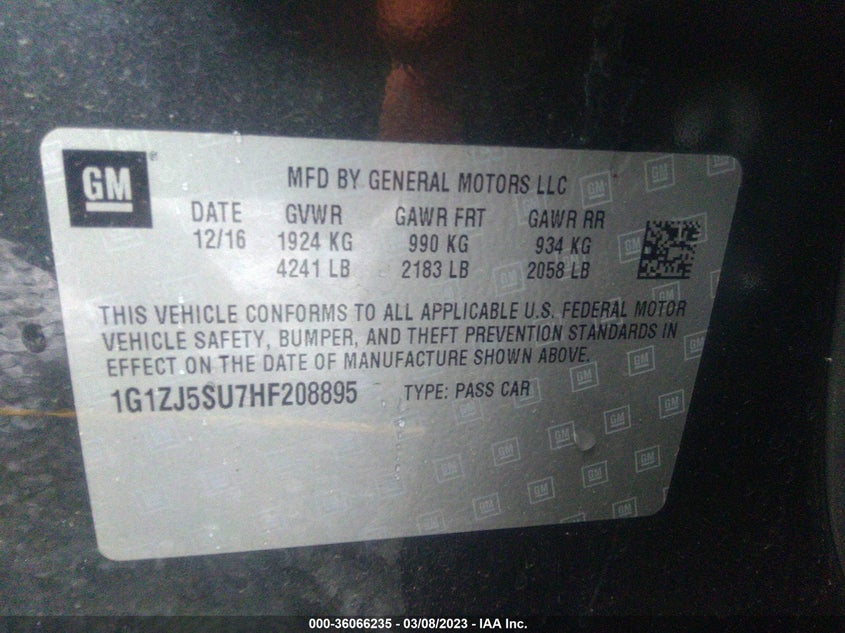 GM
MFD BY GENERAL MOTORS LLC
DATE GVWR GAWR FRT GAWR RR
12/16 1924 KG 990 KG 934 KG
4241 LB 2183 LB 2058 LB
THIS VEHICLE CONFORMS TO ALL APPLICABLE U.S. FEDERAL MOTOR
VEHICLE SAFETY, BUMPER, AND THEFT PREVENTION STANDARDS IN
EFFECT ON THE DATE OF MANUFACTURE SHOWN ABOVE.
1G1ZJ5SU7HF208895 TYPE: PASS CAR
000-36066235 - 03/08/2023 - IAA Inc.